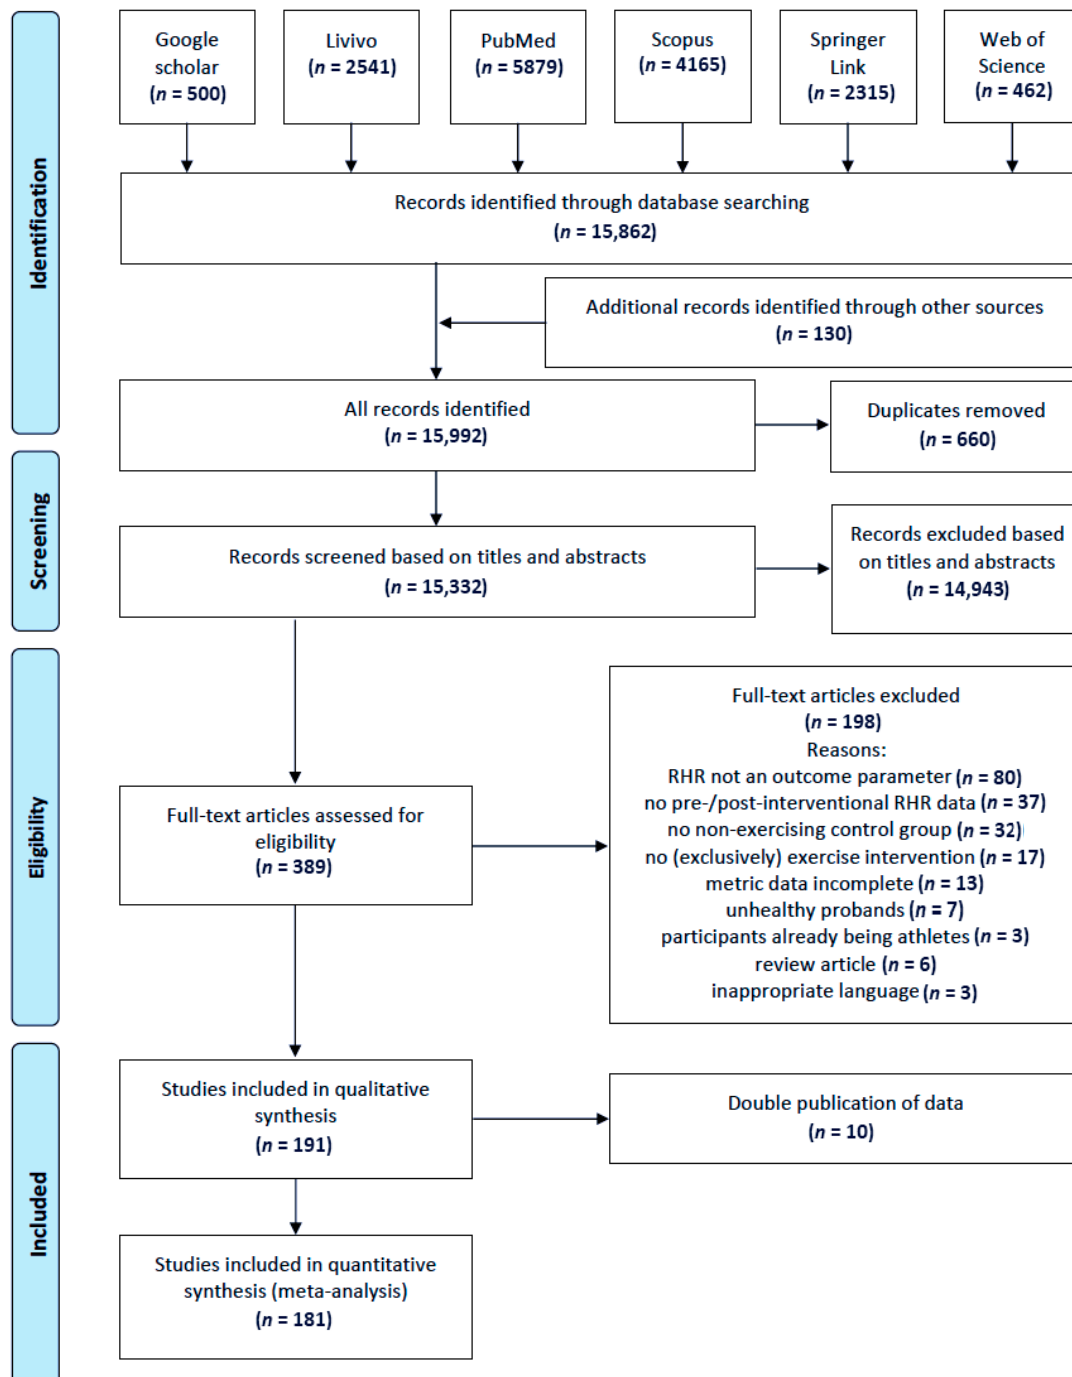 Google
scholar
(n = 500)
Livivo
(n = 2541)
PubMed
(n = 5879)
Scopus
(n = 4165)
Springer
Link
(n = 2315)
Web of
Science
(n = 462)
Identification
Records identified through database searching
(n = 15,862)
Additional records identified through other sources
(n = 130)
All records identified
(n = 15,992)
Duplicates removed
(n = 660)
Screening
Records screened based on titles and abstracts
(n = 15,332)
Records excluded based
on titles and abstracts
(n = 14,943)
Eligibility
Full-text articles assessed for
eligibility
(n = 389)
Full-text articles excluded
(n = 198)
Reasons:
RHR not an outcome parameter (n = 80)
no pre-/post-interventional RHR data (n = 37)
no non-exercising control group (n = 32)
no (exclusively) exercise intervention (n = 17)
metric data incomplete (n = 13)
unhealthy probands (n = 7)
participants already being athletes (n = 3)
review article (n = 6)
inappropriate language (n = 3)
Included
Studies included in qualitative
synthesis
(n = 191)
Double publication of data
(n = 10)
Studies included in quantitative
synthesis (meta-analysis)
(n = 181)